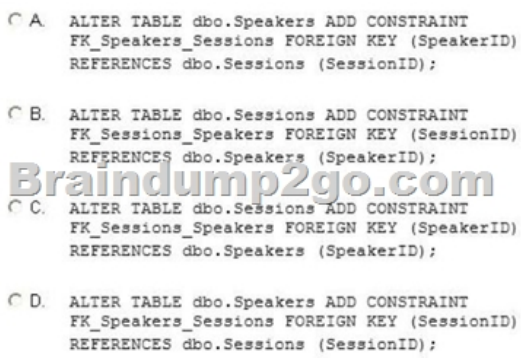 A. ALTER TABLE dbo.Speakers ADD CONSTRAINT
FK_Speakers_Sessions FOREIGN KEY (SpeakerID)
REFERENCES dbo.Sessions (SessionID);
B. ALTER TABLE dbo.Sessions ADD CONSTRAINT
FK_Sessions_Speakers FOREIGN KEY (SessionID)
REFERENCES dbo.Speakers (SpeakerID);
Braindump2go.com
C. ALTER TABLE dbo.Sessions ADD CONSTRAINT
FK_Sessions_Speakers FOREIGN KEY (SpeakerID)
REFERENCES dbo.Speakers (SpeakerID);
D. ALTER TABLE dbo.Speakers ADD CONSTRAINT
FK_Speakers_Sessions FOREIGN KEY (SessionID)
REFERENCES dbo.Sessions (SessionID);